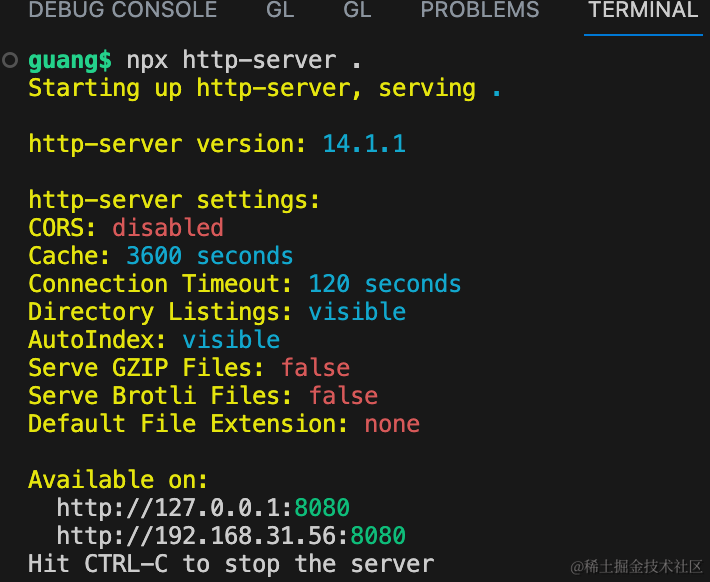 DEBUG CONSOLE GL GL PROBLEMS TERMINAL
guang$ npx http-server .
Starting up http-server, serving .
http-server version: 14.1.1
http-server settings:
CORS: disabled
Cache: 3600 seconds
Connection Timeout: 120 seconds
Directory Listings: visible
AutoIndex: visible
Serve GZIP Files: false
Serve Brotli Files: false
Default File Extension: none
Available on:
http://127.0.0.1:8080
http://192.168.31.56:8080
Hit CTRL-C to stop the server
@稀土掘金技术社区